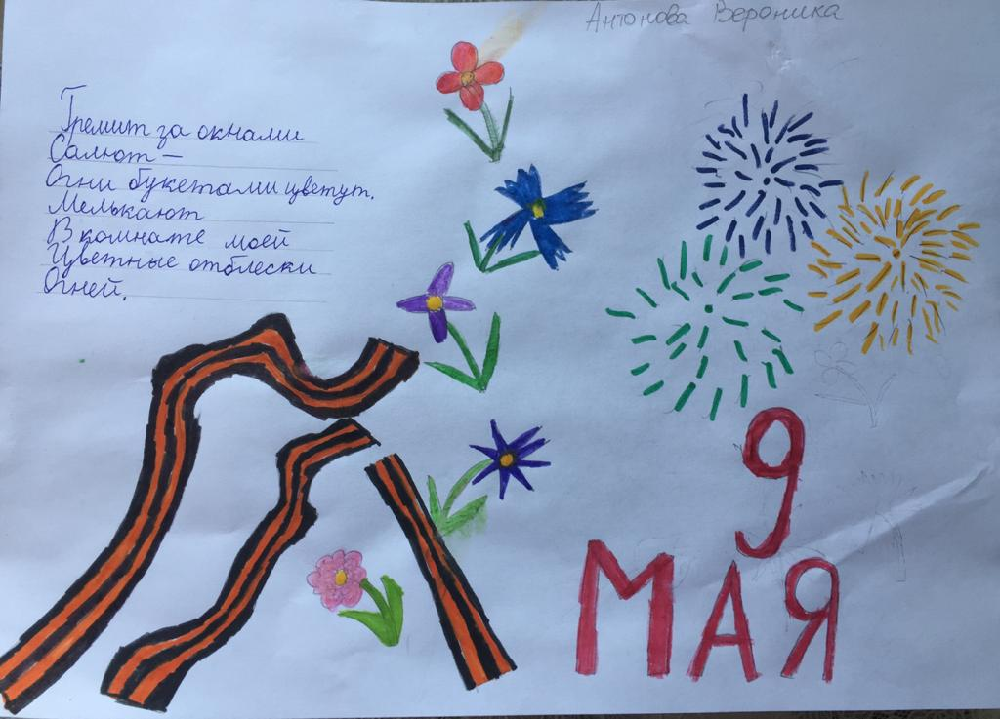 Антонова Вероника
Гремит за окнами
Салют –
Огни букетами цветут.
Мелькают
В комнате моей
Цветные отблески
Огней.
9
МАЯ